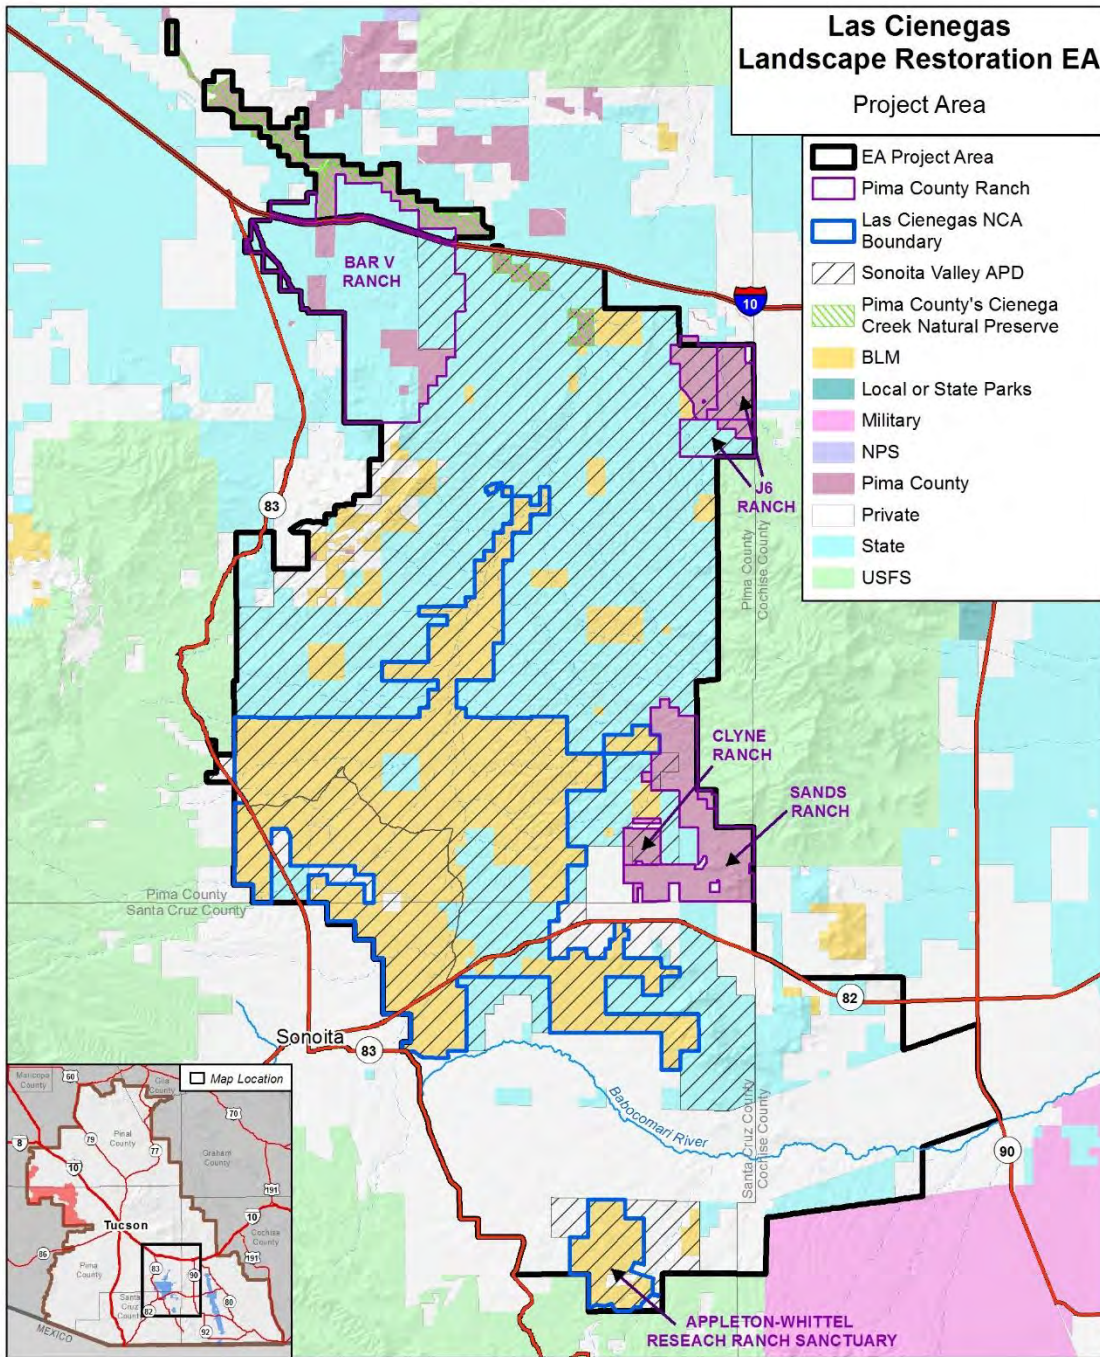 Las Cienegas
Landscape Restoration EA
Project Area
EA Project Area
Pima County Ranch
Las Cienegas NCA
Boundary
Sonoita Valley APD
Pima County's Cienega
Creek Natural Preserve
BLM
Local or State Parks
Military
NPS
Pima County
Private
State
USFS
BAR V
RANCH
10
J6
RANCH
83
Pima County
Cochise County
CLYNE
RANCH
SANDS
RANCH
Pima County
Santa Cruz County
82
Sonoita
83
Babocomari River
Santa Cruz County
Cochise County
90
APPLETON-WHITTEL
RESEACH RANCH SANCTUARY
Map Location
Maricopa
County
60
Gila
County
70
79
Pinal
County
77
8
10
Graham
County
191
Tucson
10
86
Cochise
County
191
Pima
County
83
90
Santa
Cruz
County
82
80
92
MEXICO